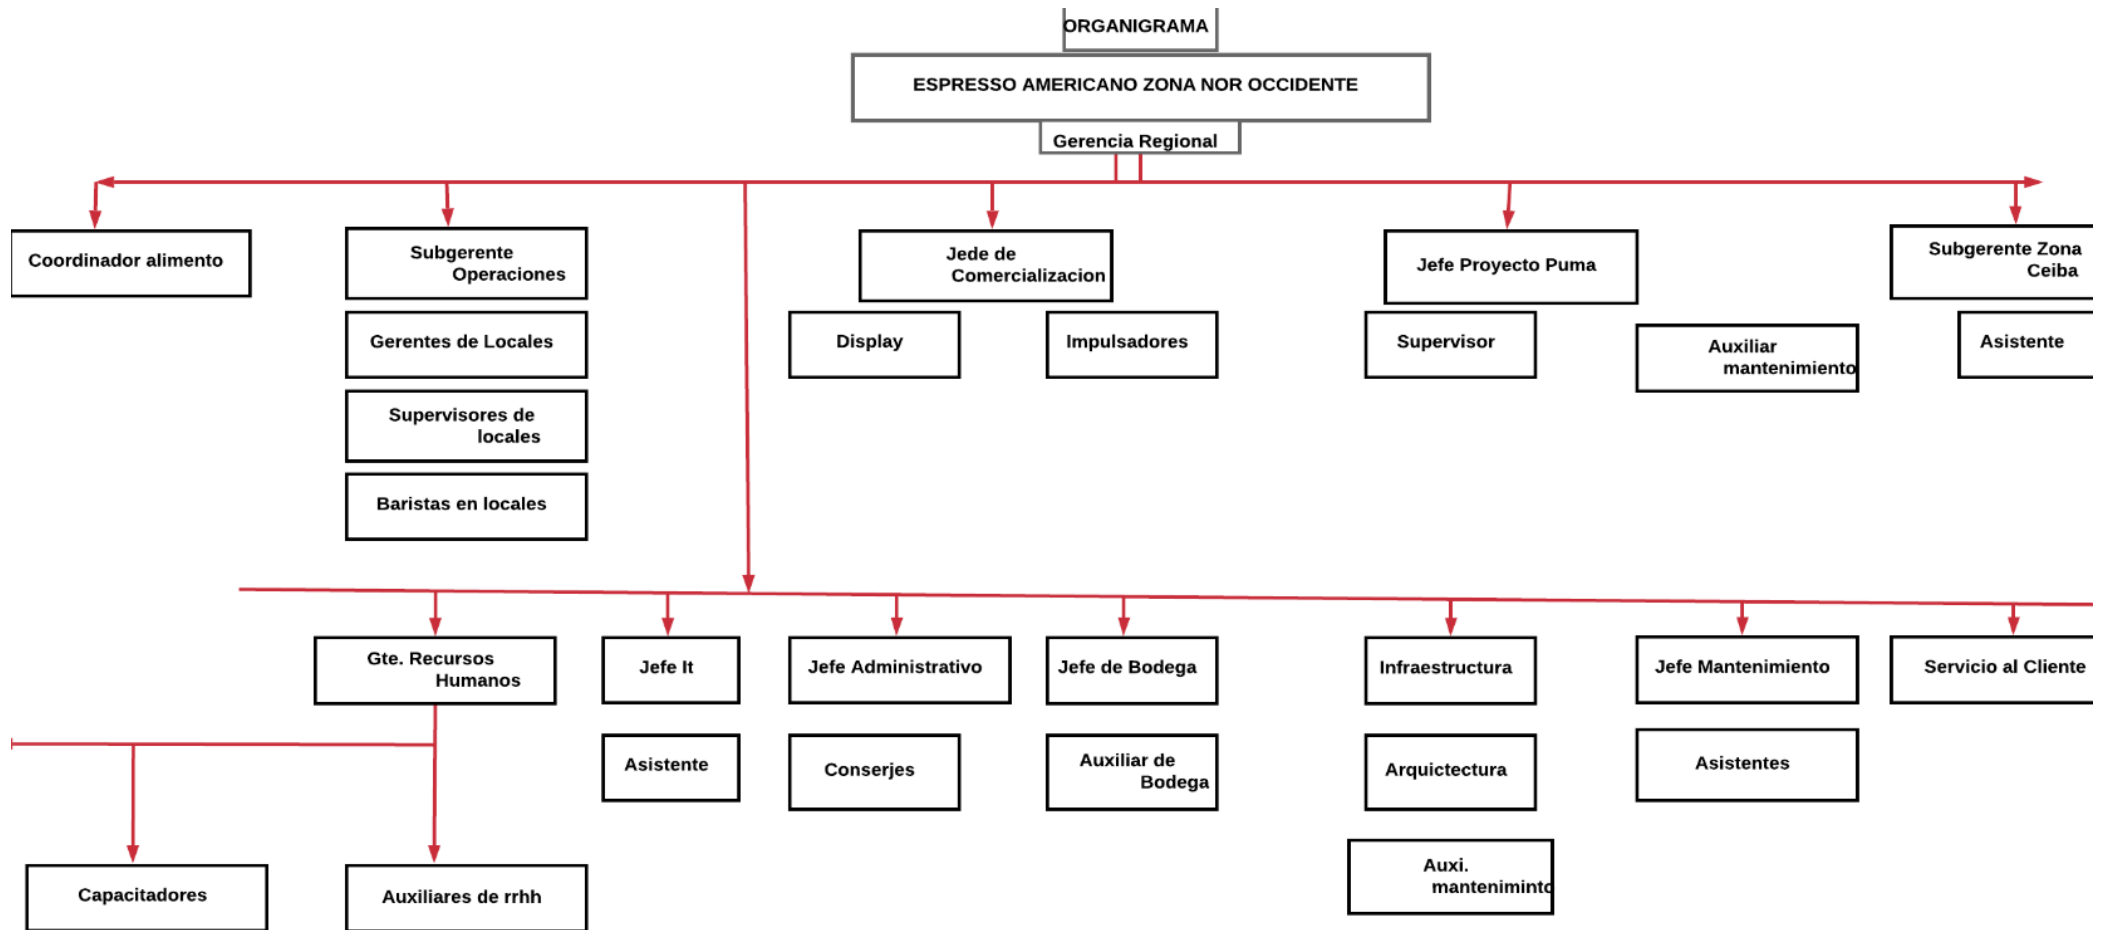 ORGANIGRAMA
ESPRESSO AMERICANO ZONA NOR OCCIDENTE
Gerencia Regional
Coordinador alimento
Subgerente
Operaciones
Jede de
Comercializacion
Jefe Proyecto Puma
Subgerente Zona
Ceiba
Gerentes de Locales
Display
Impulsadores
Supervisor
Auxiliar
mantenimiento
Asistente
Supervisores de
locales
Baristas en locales
Gte. Recursos
Humanos
Jefe It
Jefe Administrativo
Jefe de Bodega
Infraestructura
Jefe Mantenimiento
Servicio al Cliente
Asistente
Conserjes
Auxiliar de
Bodega
Arquictectura
Asistentes
Auxi.
manteniminto
Capacitadores
Auxiliares de rrhh